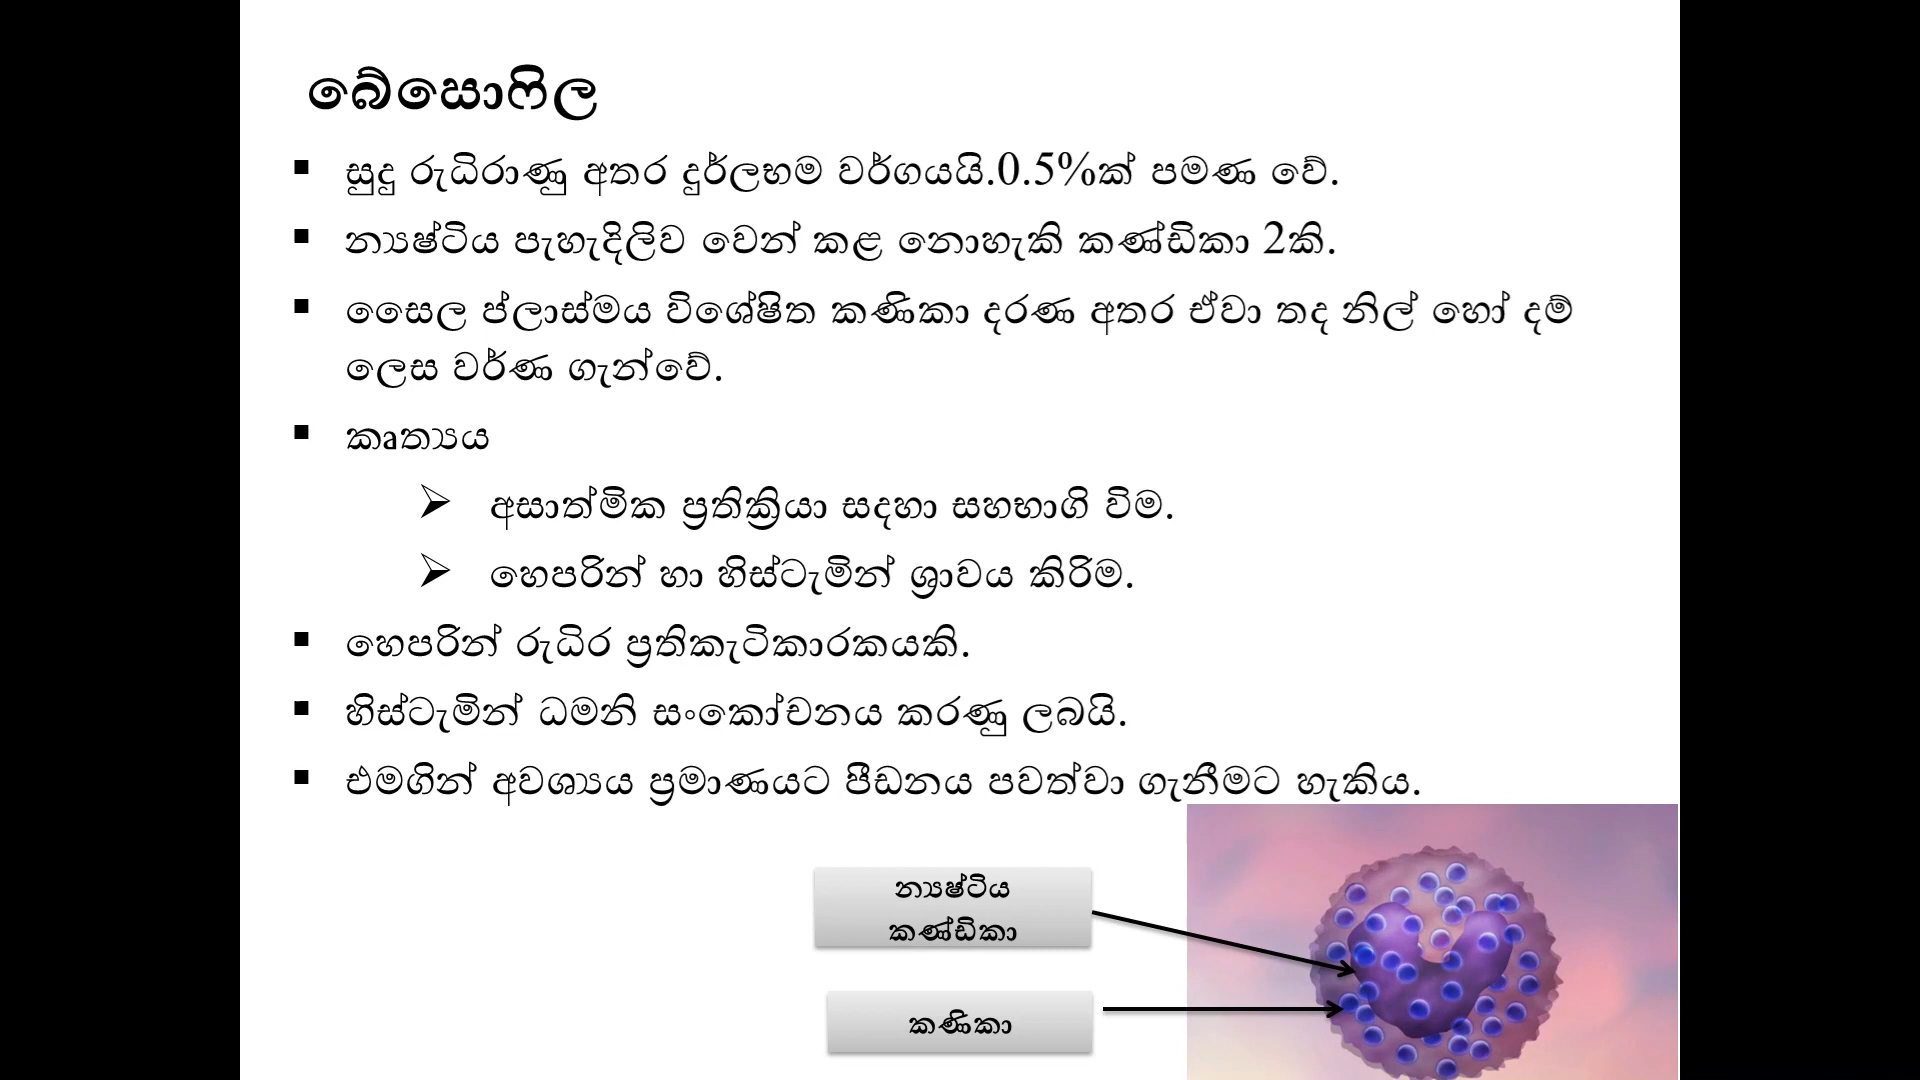 බේසොෆිල
▪ සුදු රුධිරාණු අතර දුර්ලභම වර්ගයයි.0.5%ක් පමණ වේ.
▪ න්‍යෂ්ටිය පැහැදිලිව වෙන් කළ නොහැකි කණ්ඩිකා 2කි.
▪ සෛල ප්ලාස්මය විශේෂිත කණිකා දරණ අතර ඒවා තද නිල් හෝ දම්
ලෙස වර්ණ ගැන්වේ.
▪ කෘත්‍යය
➢ අසාත්මික ප්‍රතික්‍රියා සදහා සහභාගි විම.
➢ හෙපරින් හා හිස්ටැමින් ශ්‍රාවය කිරිම.
▪ හෙපරින් රුධිර ප්‍රතිකැටිකාරකයකි.
▪ හිස්ටැමින් ධමනි සංකෝචනය කරණු ලබයි.
▪ එමගින් අවශ්‍යය ප්‍රමාණයට පීඩනය පවත්වා ගැනීමට හැකිය.
න්‍යෂ්ටිය
කණ්ඩිකා
කණිකා